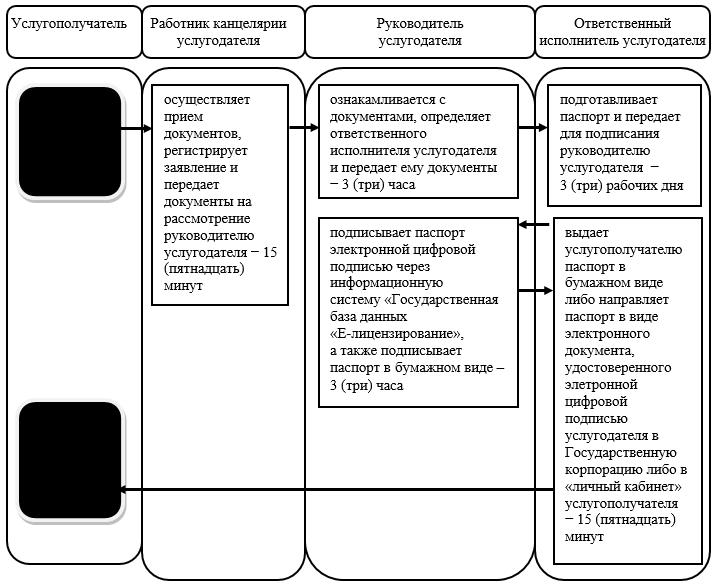 Услугополучатель
Работник канцелярии
услугодателя
Руководитель
услугодателя
Ответственный
исполнитель услугодателя
осуществляет
прием
документов,
регистрирует
заявление и
передает
документы на
рассмотрение
руководителю
услугодателя − 15
(пятнадцать)
минут
ознакамливается с
документами, определяет
ответственного
исполнителя услугодателя
и передает ему документы
− 3 (три) часа
подготавливает
паспорт и передает
для подписания
руководителю
услугодателя −
3 (три) рабочих дня
подписывает паспорт
электронной цифровой
подписью через
информационную
систему «Государственная
база данных
«Е-лицензирование»,
а также подписывает
паспорт в бумажном виде –
3 (три) часа
выдает
услугополучателю
паспорт в
бумажном виде
либо направляет
паспорт в виде
электронного
документа,
удостоверенного
элетронной
цифровой
подписью
услугодателя в
Государственную
корпорацию либо в
«личный кабинет»
услугополучателя
− 15 (пятнадцать)
минут